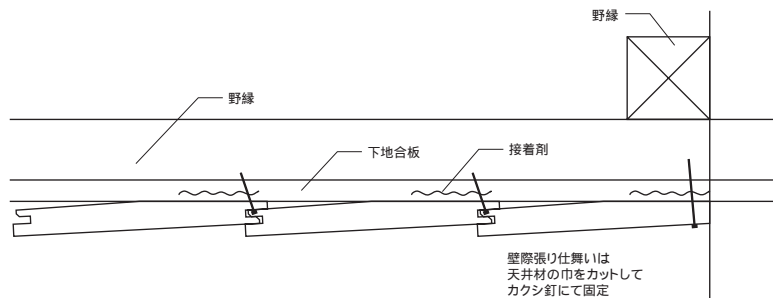 野縁
野縁
下地合板
接着剤
壁際張り仕舞いは
天井材の巾をカットして
カクシ釘にて固定